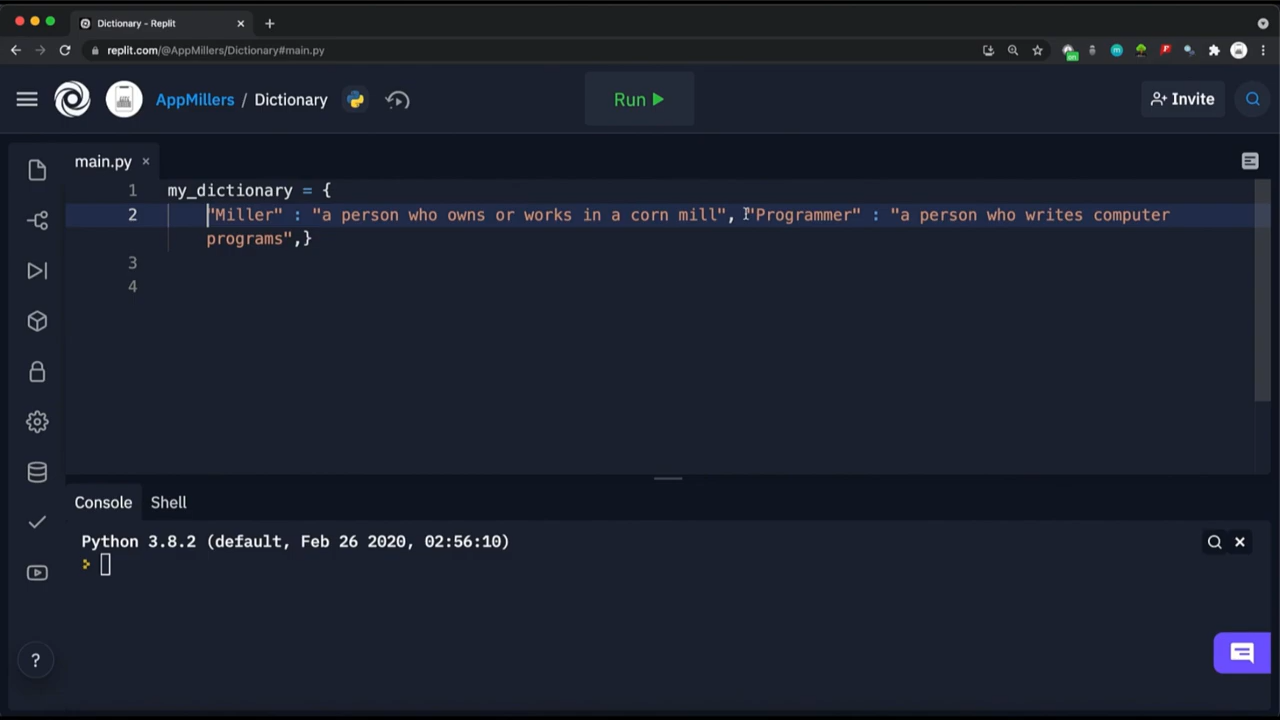 Dictionary - Replit
replit.com/@AppMillers/Dictionary#main.py
on
AppMillers / Dictionary
Run
Invite
main.py
1 my_dictionary = {
2 "Miller" : "a person who owns or works in a corn mill", "Programmer" : "a person who writes computer
programs",}
3
4
Console Shell
Python 3.8.2 (default, Feb 26 2020, 02:56:10)
?